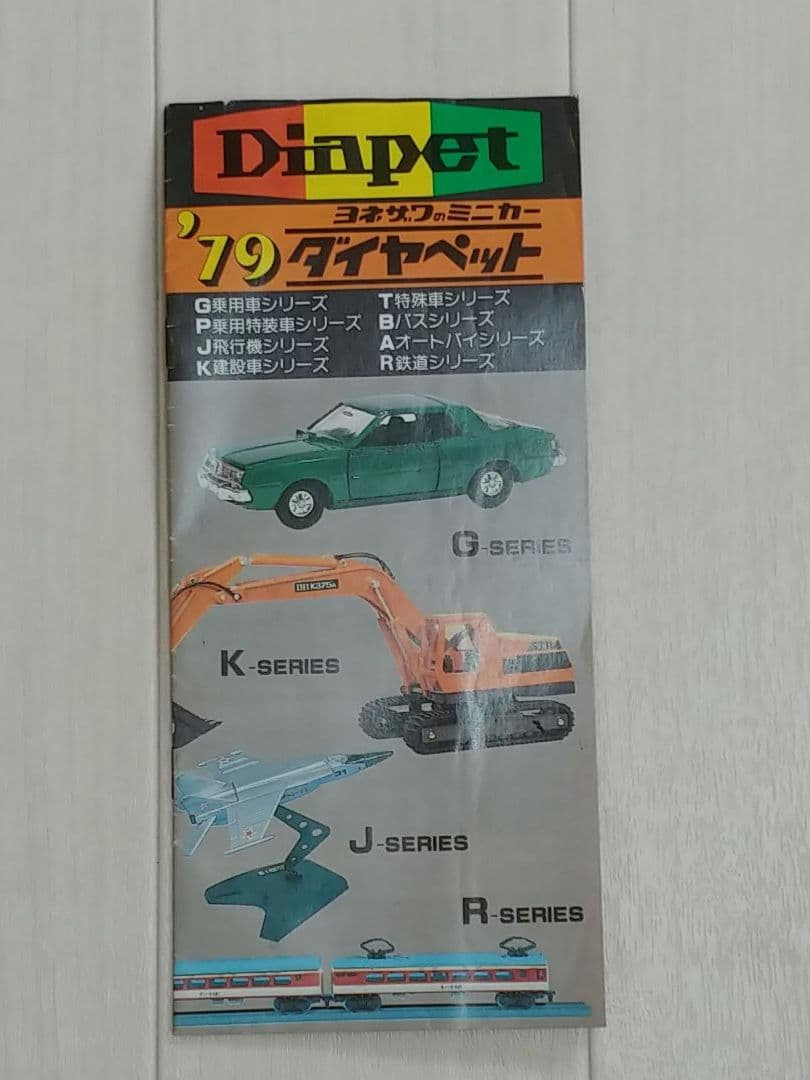 Diapet
ヨネザワのミニカー
'79 ダイヤペット
G乗用車シリーズ T特殊車シリーズ
P乗用特装車シリーズ Bバスシリーズ
J飛行機シリーズ Aオートバイシリーズ
K建設車シリーズ R鉄道シリーズ
G-SERIES
IHI K375A
K-SERIES
31
J-SERIES
R-SERIES